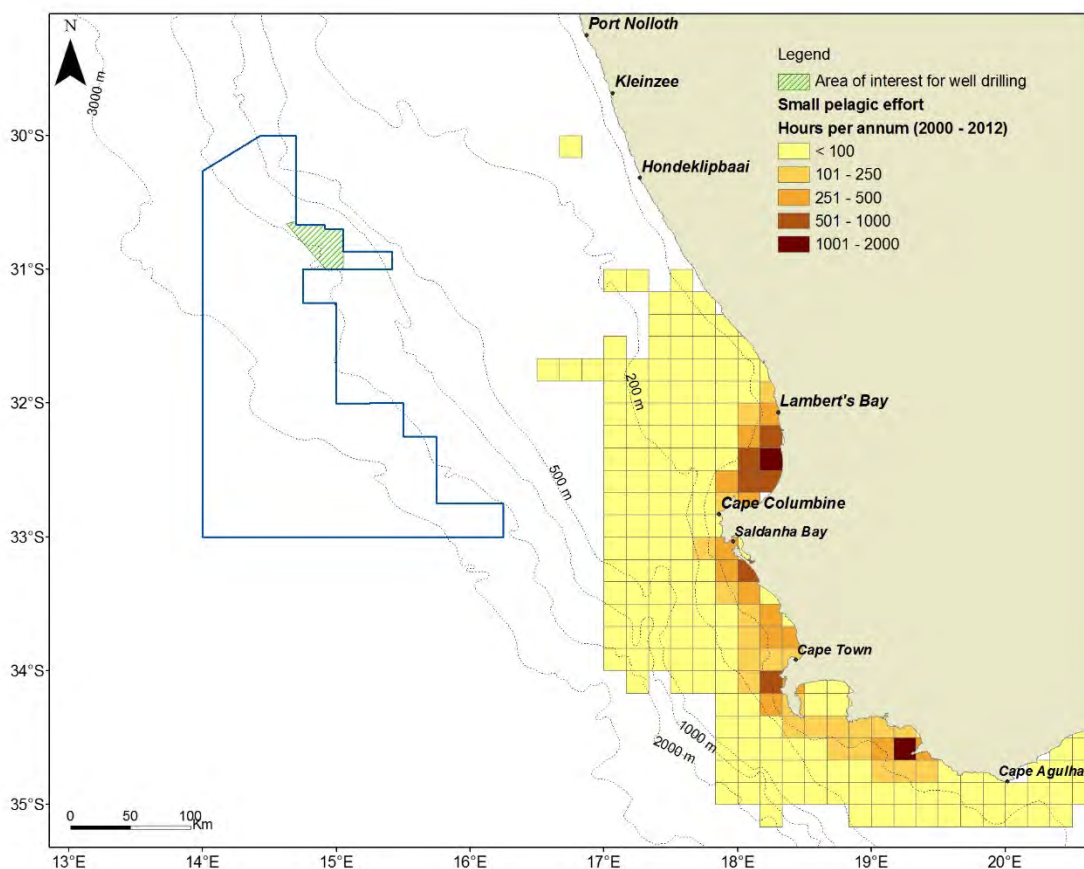 N
Port Nolloth
Legend
Area of interest for well drilling
Small pelagic effort
Hours per annum (2000 - 2012)
< 100
101 - 250
251 - 500
501 - 1000
1001 - 2000
3000 m
Kleinzee
30°S
Hondeklipbaai
31°S
200 m
32°S
Lambert's Bay
500 m
Cape Columbine
33°S
Saldanha Bay
34°S
Cape Town
1000 m
2000 m
Cape Agulha
35°S
0 50 100
Km
13°E 14°E 15°E 16°E 17°E 18°E 19°E 20°E